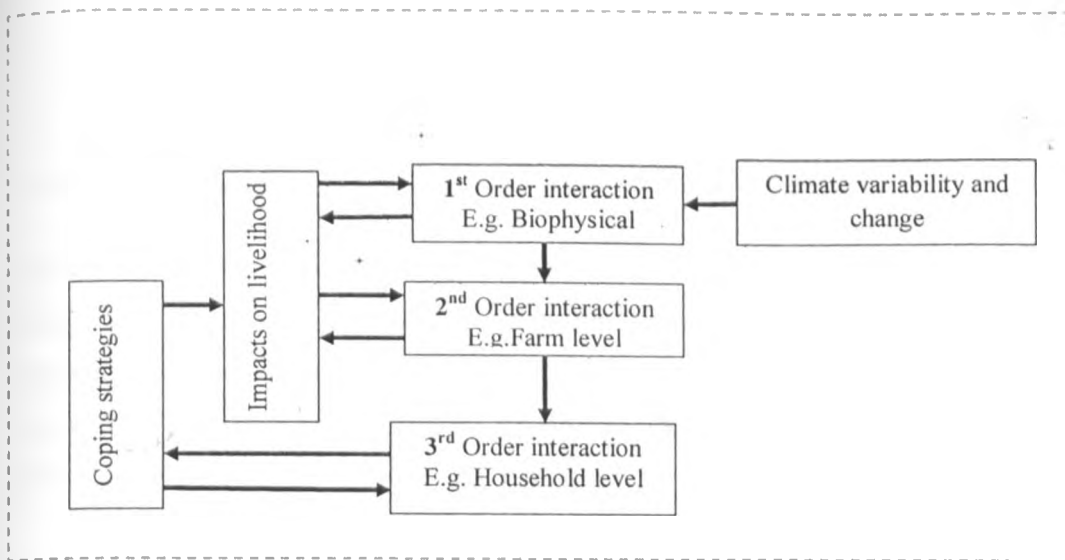 1st Order interaction
E.g. Biophysical
Climate variability and
change
Impacts on livelihood
2nd Order interaction
E.g.Farm level
Coping strategies
3rd Order interaction
E.g. Household level